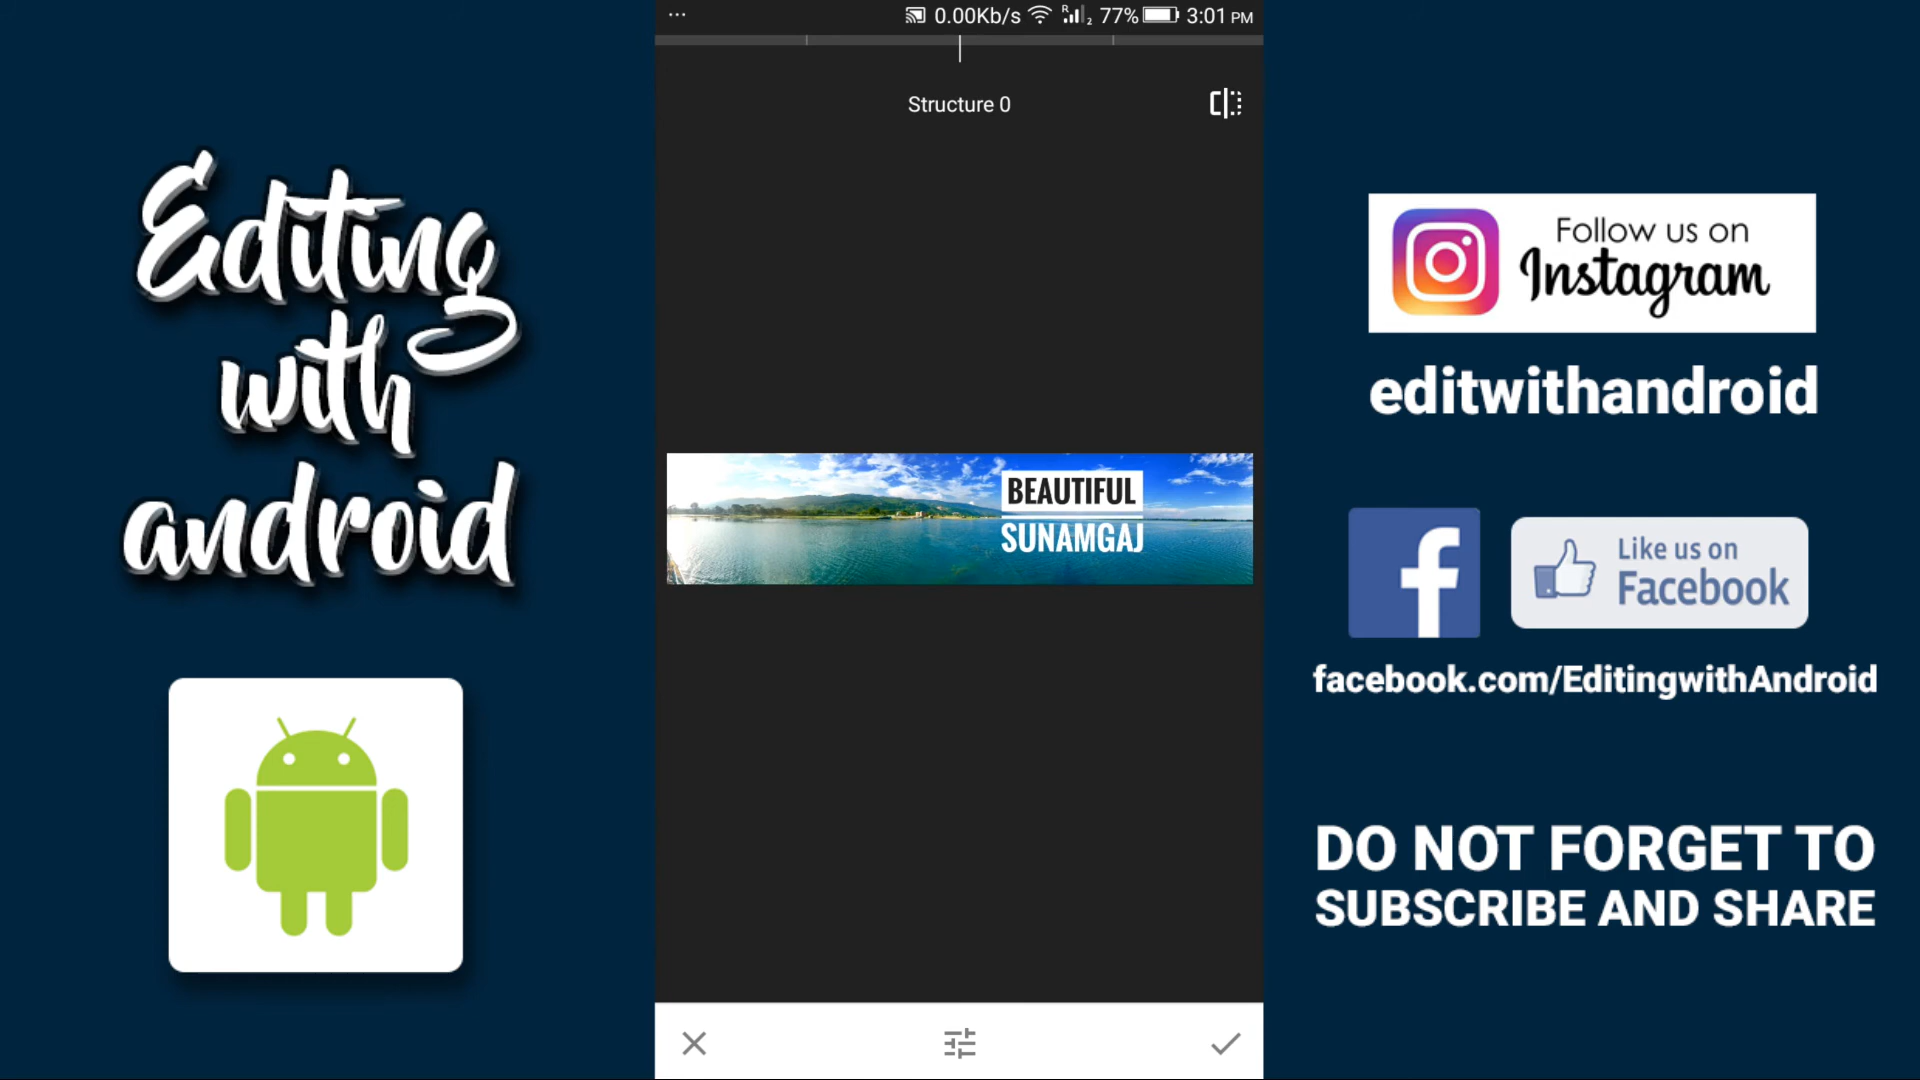 Editing
with
android
... 0.00Kb/s R 2 77% 3:01 PM
Structure 0
BEAUTIFUL
SUNAMGAJ
Follow us on
Instagram
editwithandroid
f
Like us on
Facebook
facebook.com/EditingwithAndroid
DO NOT FORGET TO
SUBSCRIBE AND SHARE